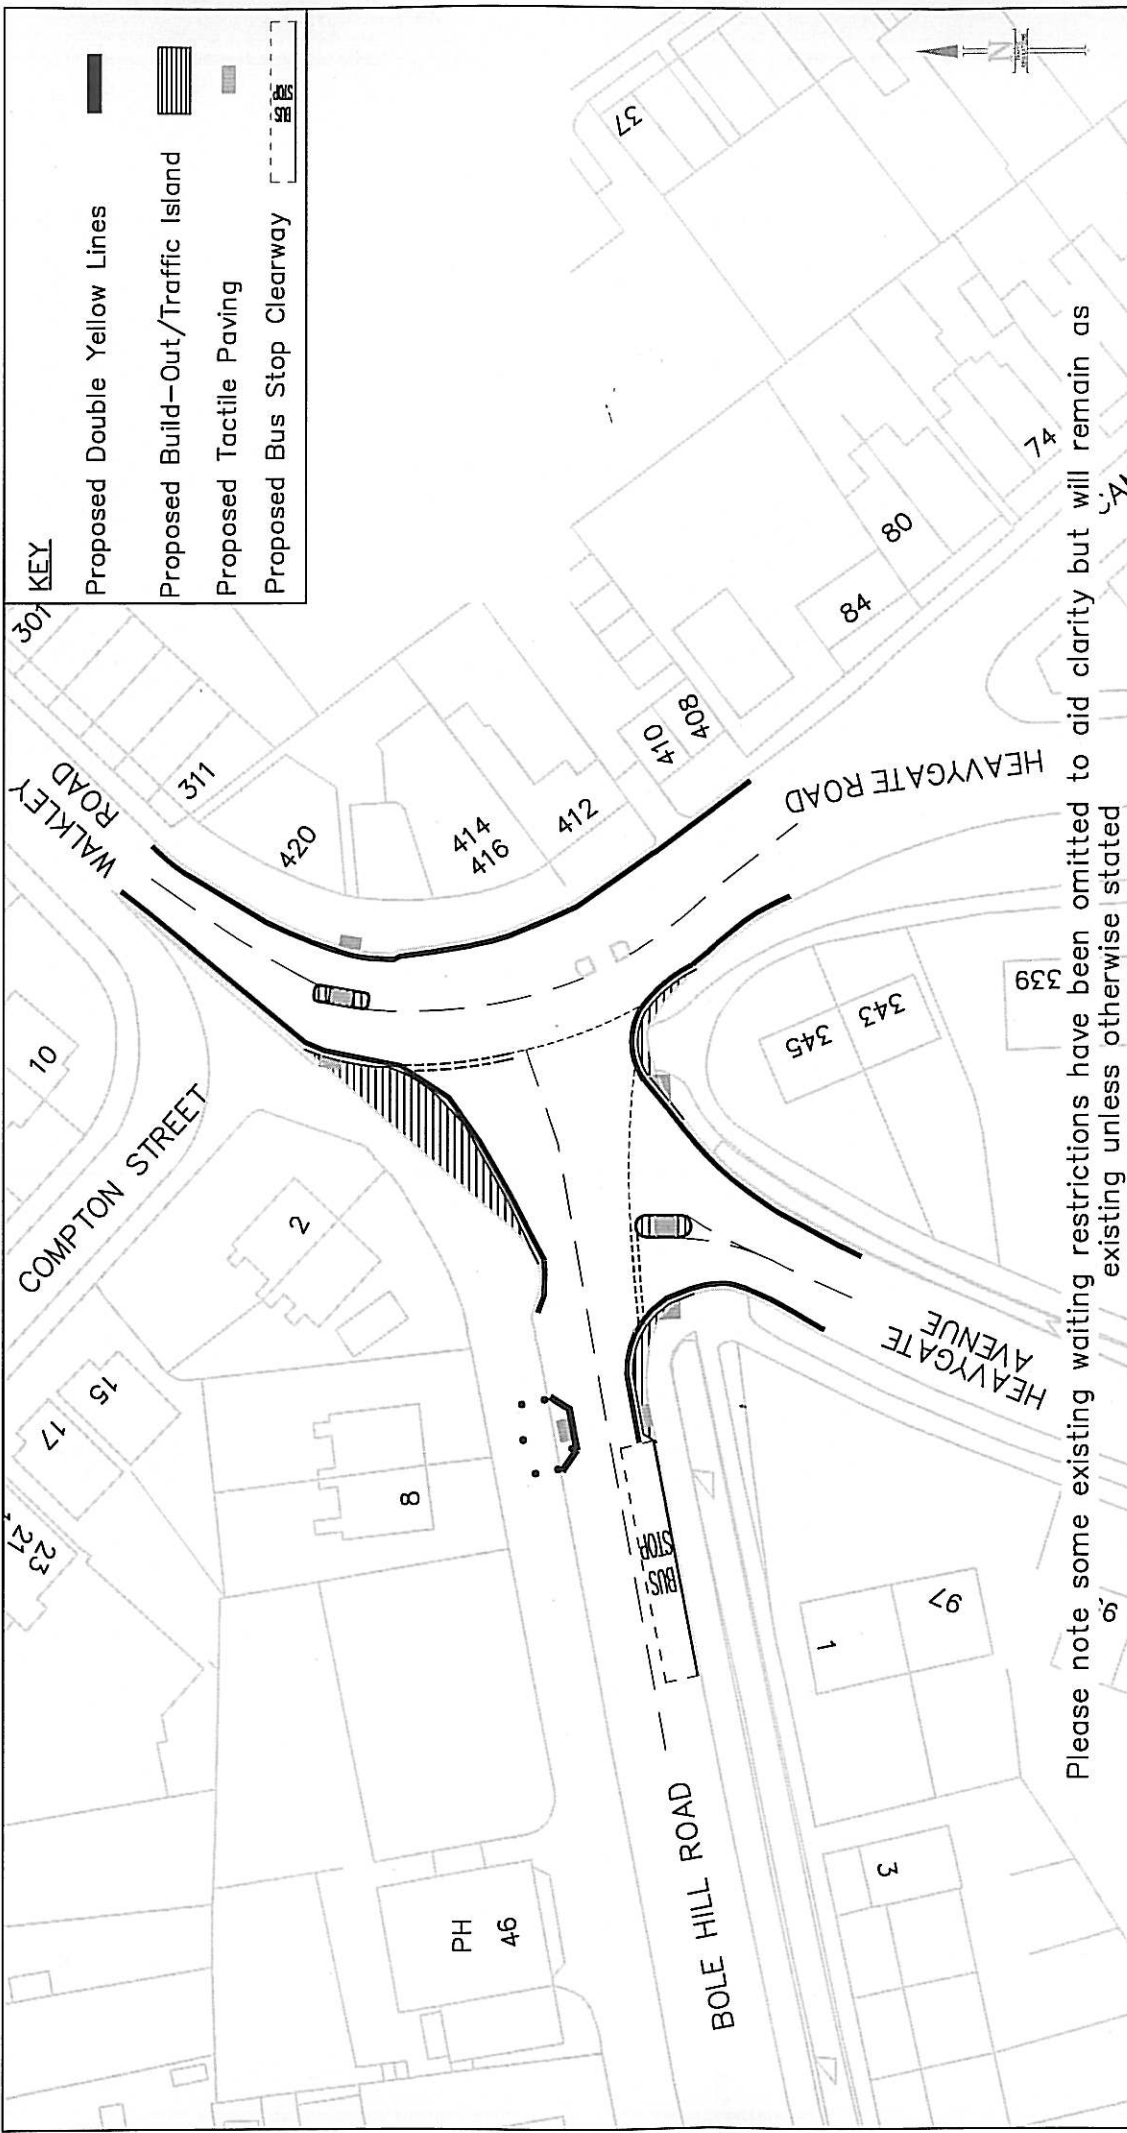 KEY
Proposed Double Yellow Lines
Proposed Build-Out/Traffic Island
Proposed Tactile Paving
Proposed Bus Stop Clearway
BUS
STOP
WALKLEY
ROAD
COMPTON STREET
HEAVYGATE ROAD
HEAVYGATE
AVENUE
BOLE HILL ROAD
BUS
STOP
PH
46
8
2
10
15
17
21
23
301
311
420
414
416
412
410
408
84
80
74
37
339
343
345
1
97
3
N
Please note some existing waiting restrictions have been omitted to aid clarity but will remain as
existing unless otherwise stated